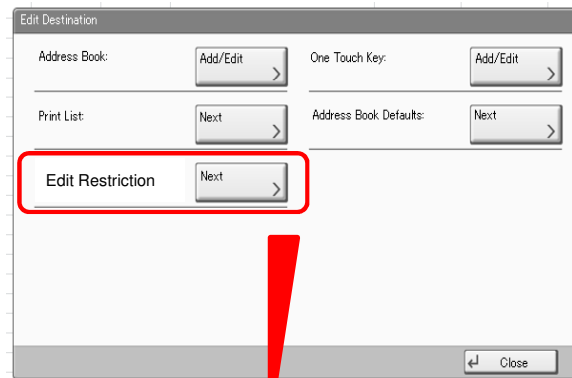 Edit Destination
Address Book: Add/Edit One Touch Key: Add/Edit
Print List: Next Address Book Defaults: Next
Edit Restriction Next
Close